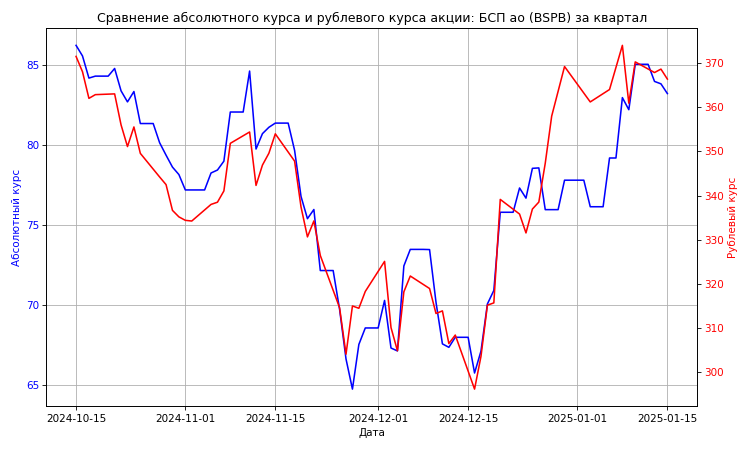 Сравнение абсолютного курса и рублевого курса акции: БСП ао (BSPB) за квартал
85
80
75
70
65
Абсолютный курс
370
360
350
340
330
320
310
300
Рублевый курс
2024-10-15 2024-11-01 2024-11-15 2024-12-01 2024-12-15 2025-01-01 2025-01-15
Дата